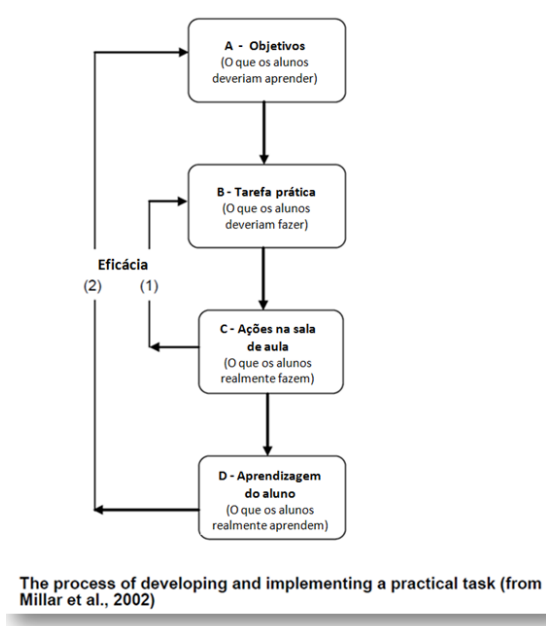 A - Objetivos
(O que os alunos
deveriam aprender)
B - Tarefa prática
(O que os alunos
deveriam fazer)
Eficácia
(2) (1)
C - Ações na sala
de aula
(O que os alunos
realmente fazem)
D - Aprendizagem
do aluno
(O que os alunos
realmente aprendem)
The process of developing and implementing a practical task (from
Millar et al., 2002)